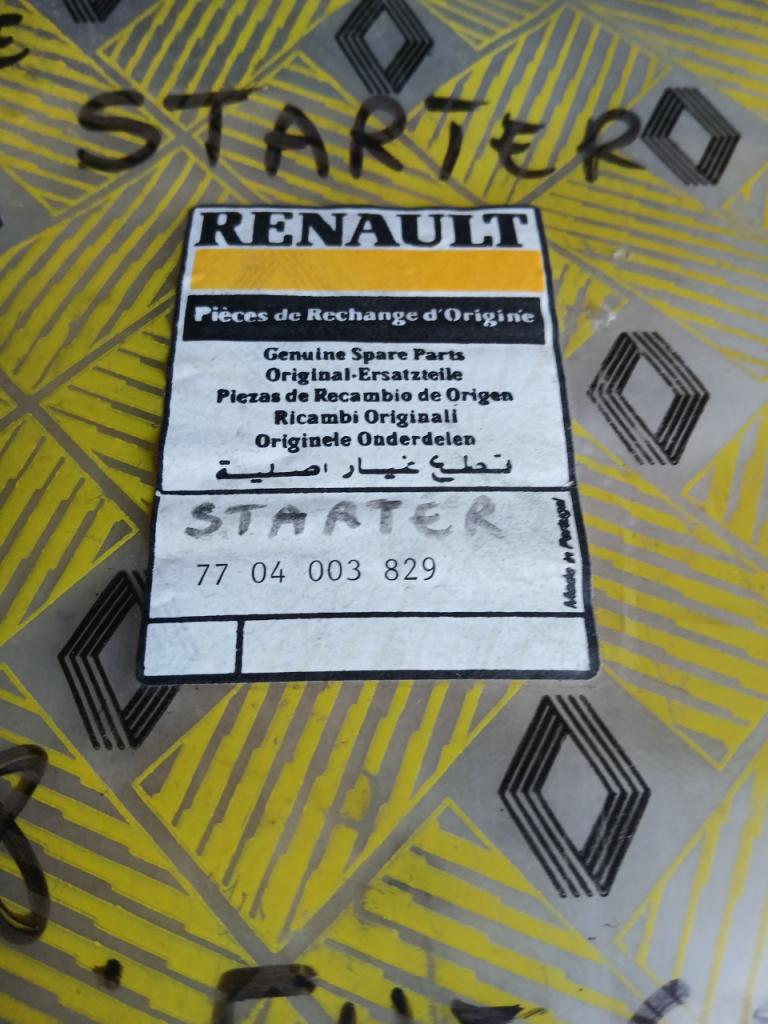 STARTER
RENAULT
Pièces de Rechange d'Origine
Genuine Spare Parts
Original-Ersatzteile
Piezas de Recambio de Origen
Ricambi Originali
Originele Onderdelen
قطع غيار اصلية
STARTER
77 04 003 829
Made in Portugal